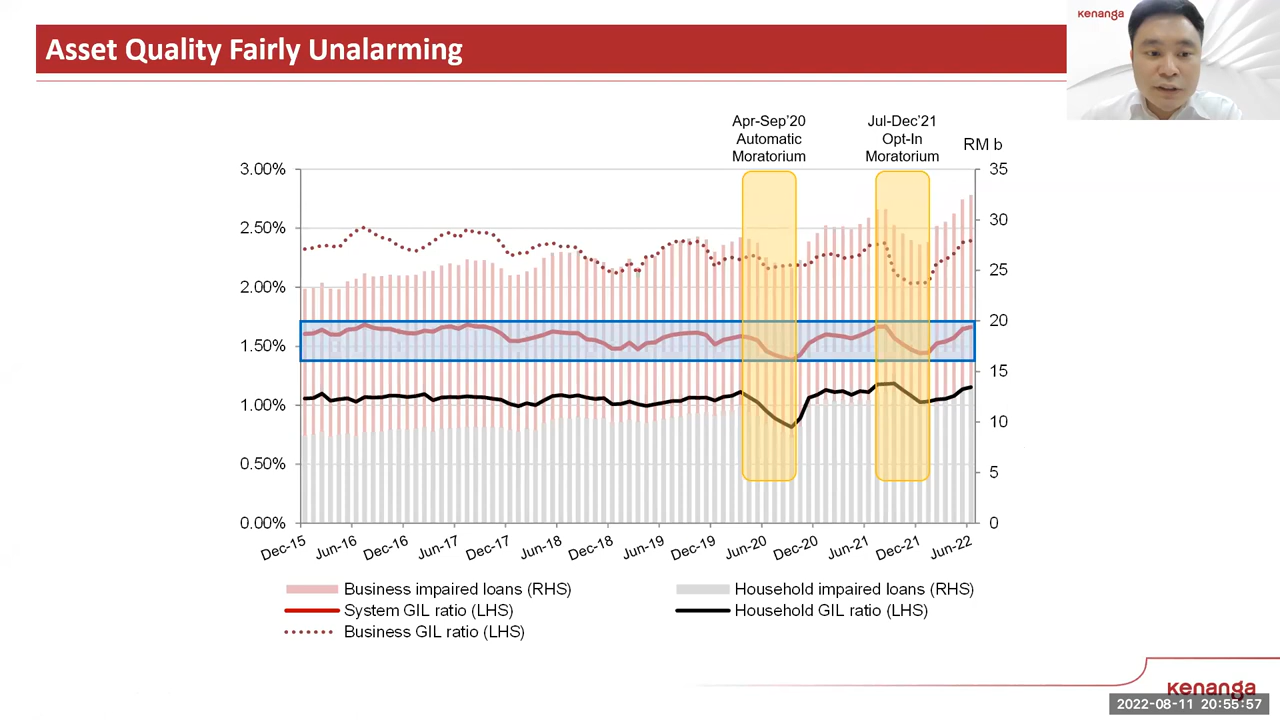 Asset Quality Fairly Unalarming
kenanga
Apr-Sep'20
Automatic
Moratorium
Jul-Dec'21
Opt-In
Moratorium
RM b
3.00%
2.50%
2.00%
1.50%
1.00%
0.50%
0.00%
35
30
25
20
15
10
5
0
Dec-15
Jun-16
Dec-16
Jun-17
Dec-17
Jun-18
Dec-18
Jun-19
Dec-19
Jun-20
Dec-20
Jun-21
Dec-21
Jun-22
Business impaired loans (RHS)
Household impaired loans (RHS)
System GIL ratio (LHS)
Household GIL ratio (LHS)
Business GIL ratio (LHS)
kenanga
2022-08-11 20:55:57